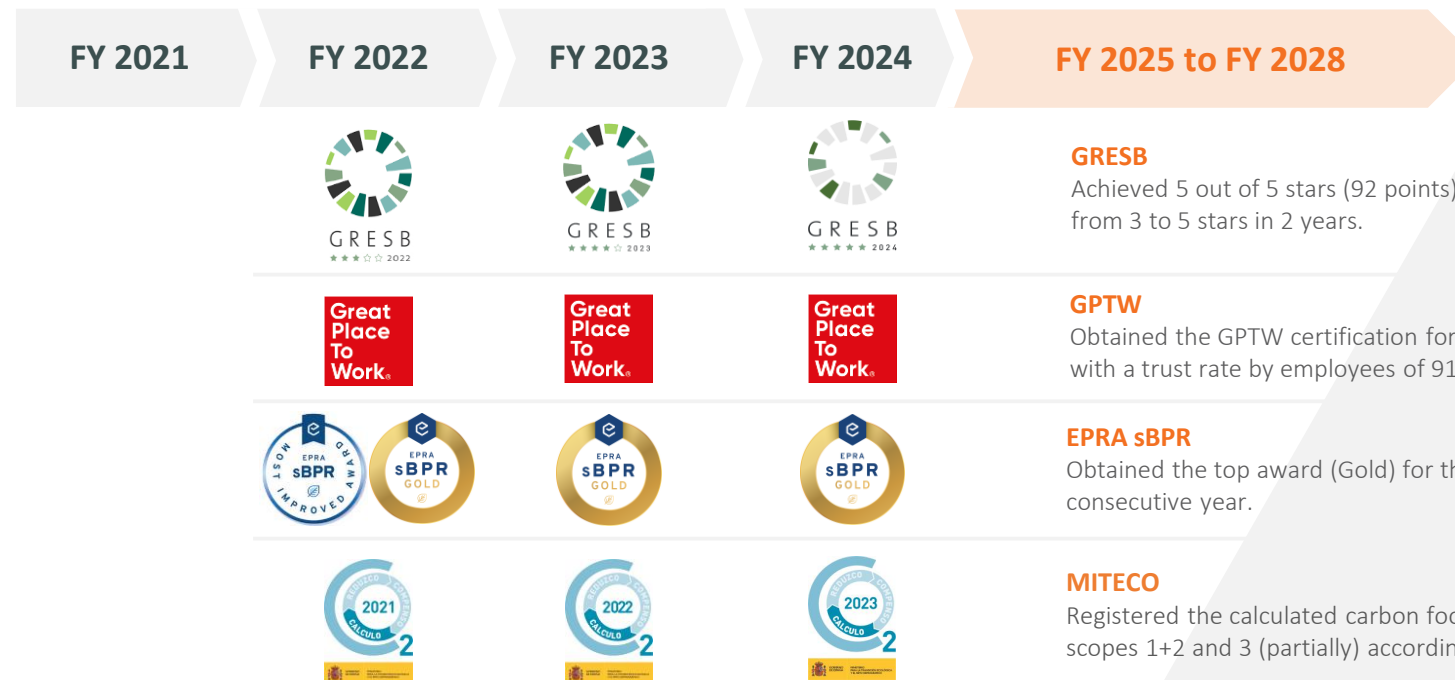 FY 2021
FY 2022
FY 2023
FY 2024
FY 2025 to FY 2028
GRESB
★★★☆☆ 2022
GRESB
★★★★☆ 2023
GRESB
★★★★★ 2024
GRESB
Achieved 5 out of 5 stars (92 points)
from 3 to 5 stars in 2 years.
Great
Place
To
Work®
Great
Place
To
Work®
Great
Place
To
Work®
GPTW
Obtained the GPTW certification for
with a trust rate by employees of 91
EPRA
sBPR
MOST IMPROVED AWARD
EPRA
sBPR
GOLD
EPRA
sBPR
GOLD
EPRA
sBPR
GOLD
EPRA sBPR
Obtained the top award (Gold) for th
consecutive year.
REDUZCO
COMPENSO
CALCULO
2021
2
REDUZCO
COMPENSO
CALCULO
2022
2
REDUZCO
COMPENSO
CALCULO
2023
2
MITECO
Registered the calculated carbon foo
scopes 1+2 and 3 (partially) accordin